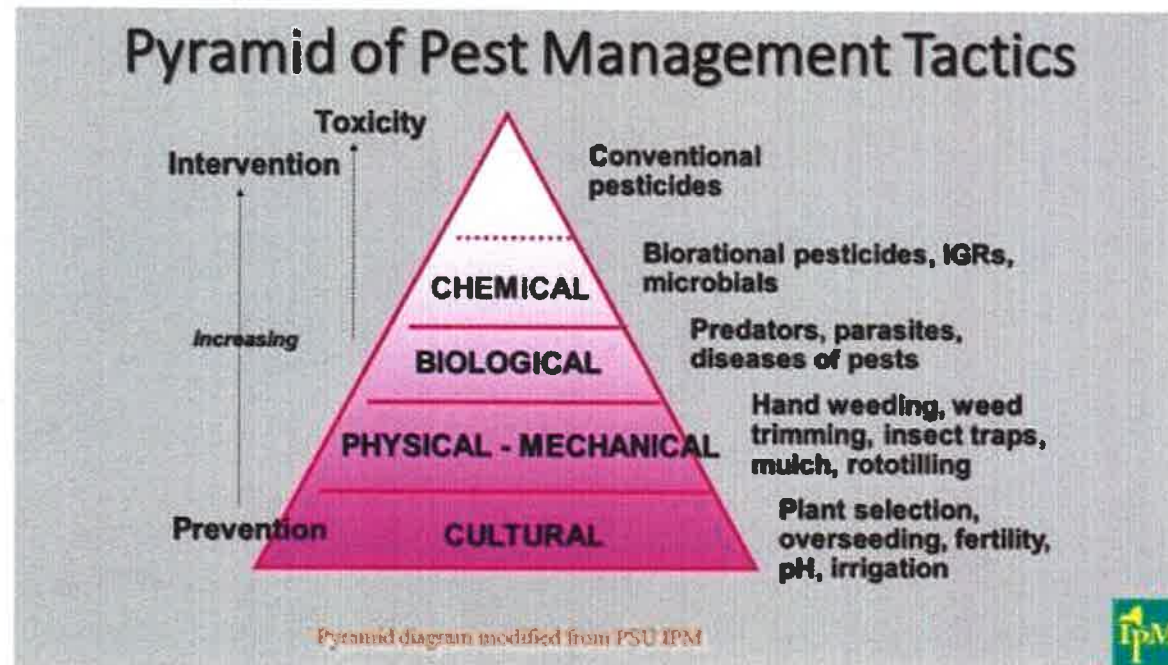 Pyramid of Pest Management Tactics
Toxicity
Intervention
Increasing
Prevention
CHEMICAL
BIOLOGICAL
PHYSICAL - MECHANICAL
CULTURAL
Conventional
pesticides
Biorational pesticides, IGRs,
microbials
Predators, parasites,
diseases of pests
Hand weeding, weed
trimming, insect traps,
mulch, rototilling
Plant selection,
overseeding, fertility,
pH, irrigation
Pyramid diagram modified from PSU IPM
IPM